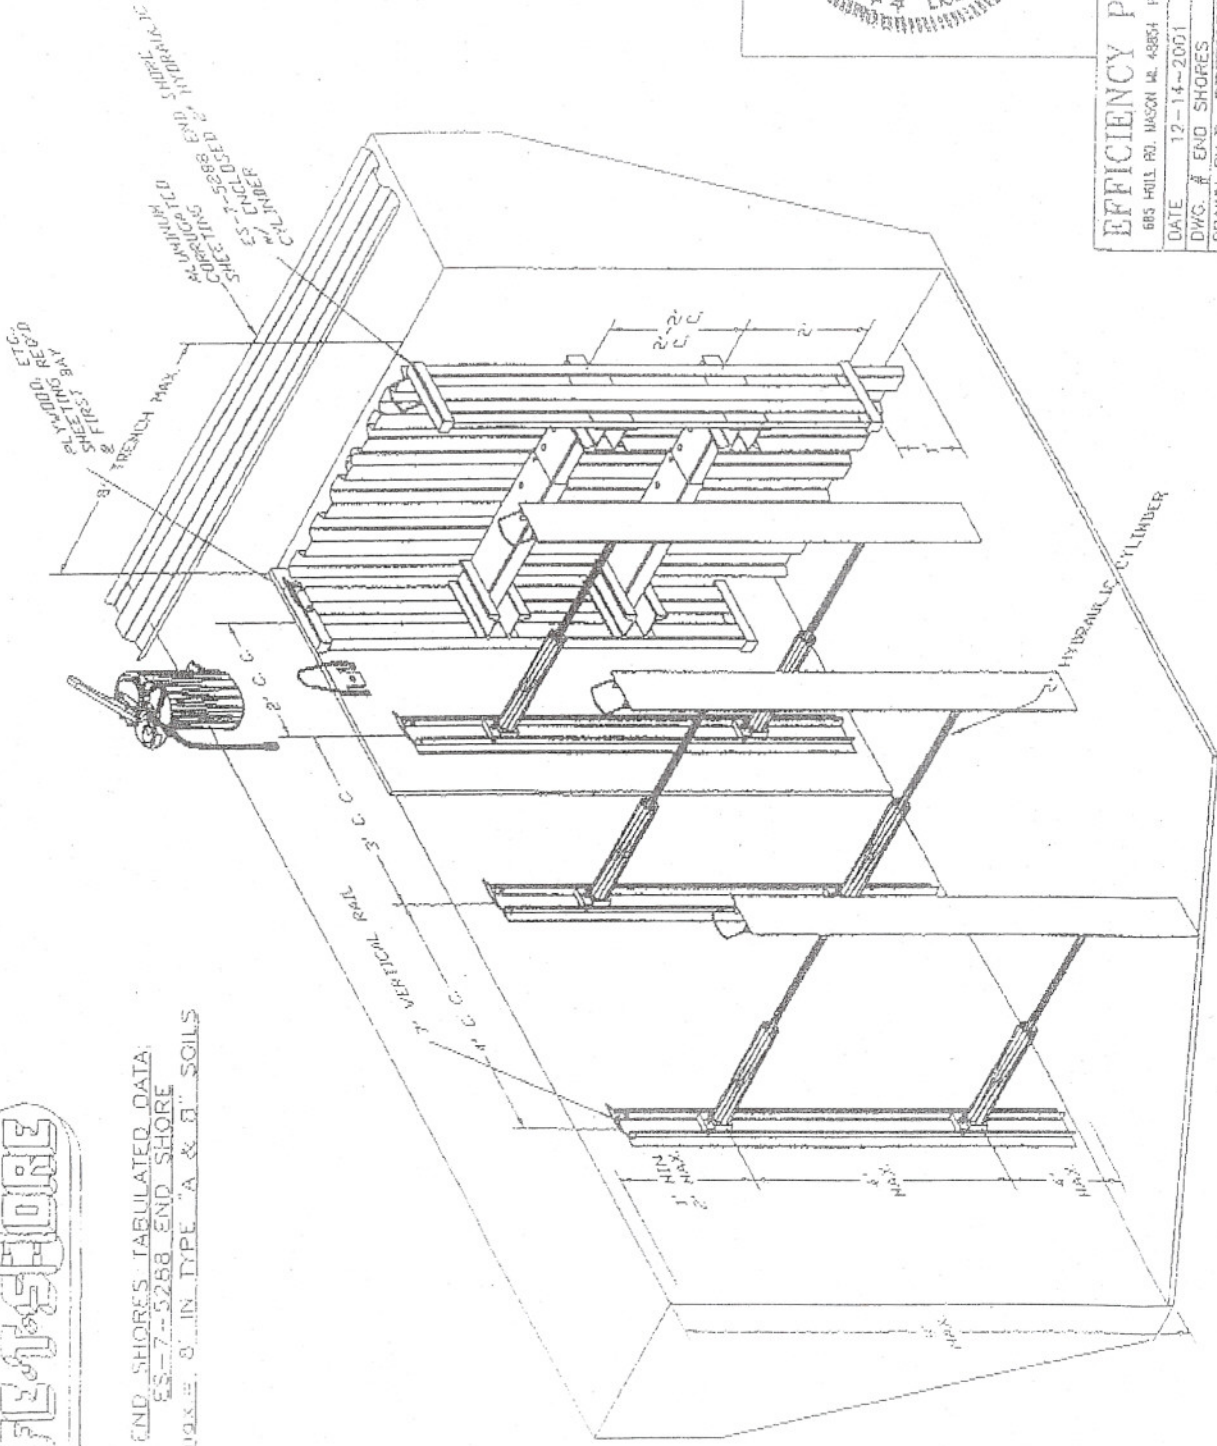 END SHORES TABULATED DATA:
ES-7-5288 END SHORE
8' IN TYPE "A & B" SOILS
PLYWOOD, ETC.
SHEETING REQ'D
@ FIRST BAY
8' TRENCH MAX.
ALUMINUM
CORRUGATED
SHEETING
ES-7-5288 END SHORE
W/ ENCLOSED 2" HYDRAULIC
CYLINDER
2' C. C.
3' C. C.
4' C. C.
7' VERTICAL RAIL
2'
2" HYDRAULIC CYLINDER
1' MIN
2' MAX.
4'
MAX.
MAX.
MAX.
EFFICIENCY P
685 HULL RD. MASON MI. 48854
DATE 12-14-2001
DWG. # END SHORES